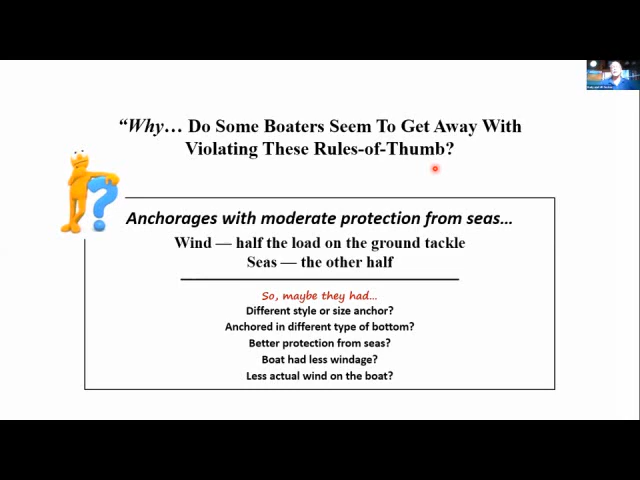 “Why… Do Some Boaters Seem To Get Away With
Violating These Rules-of-Thumb?
Anchorages with moderate protection from seas…
Wind — half the load on the ground tackle
Seas — the other half
So, maybe they had…
Different style or size anchor?
Anchored in different type of bottom?
Better protection from seas?
Boat had less windage?
Less actual wind on the boat?